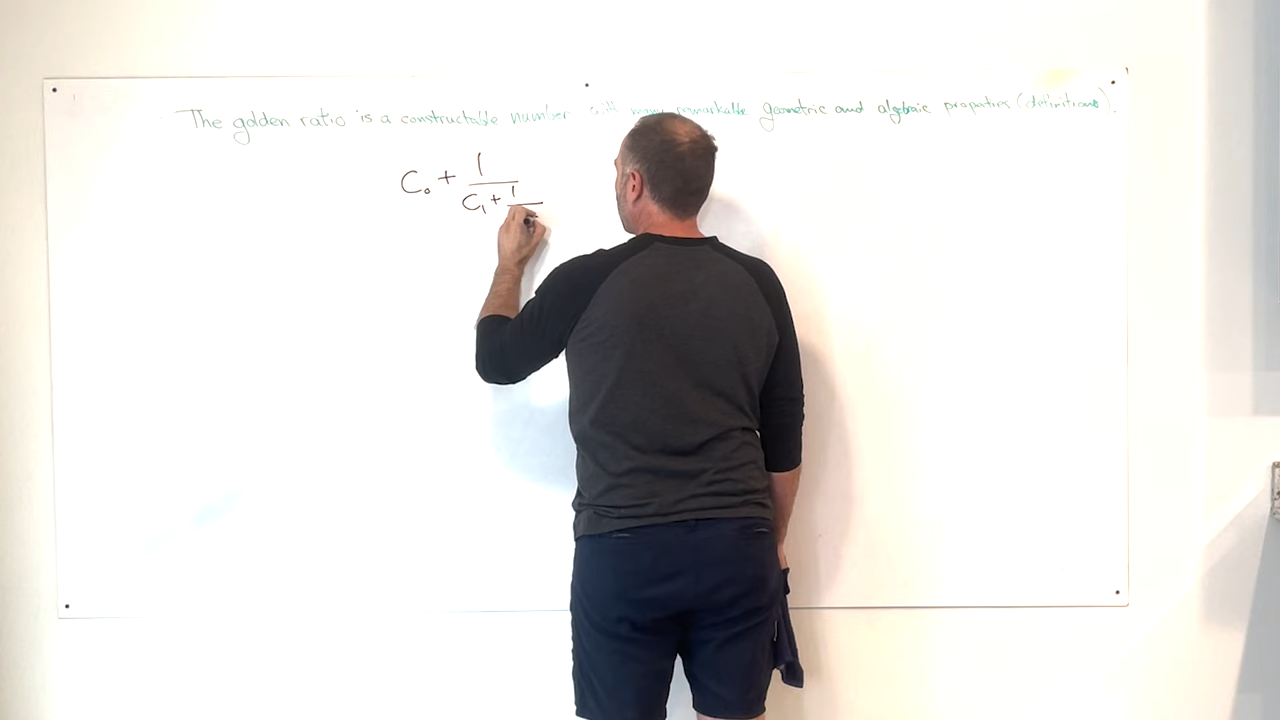 The golden ratio is a constructable number with many remarkable geometric and algebraic properties (definitions).
C₀ + 1
C₁ + 1